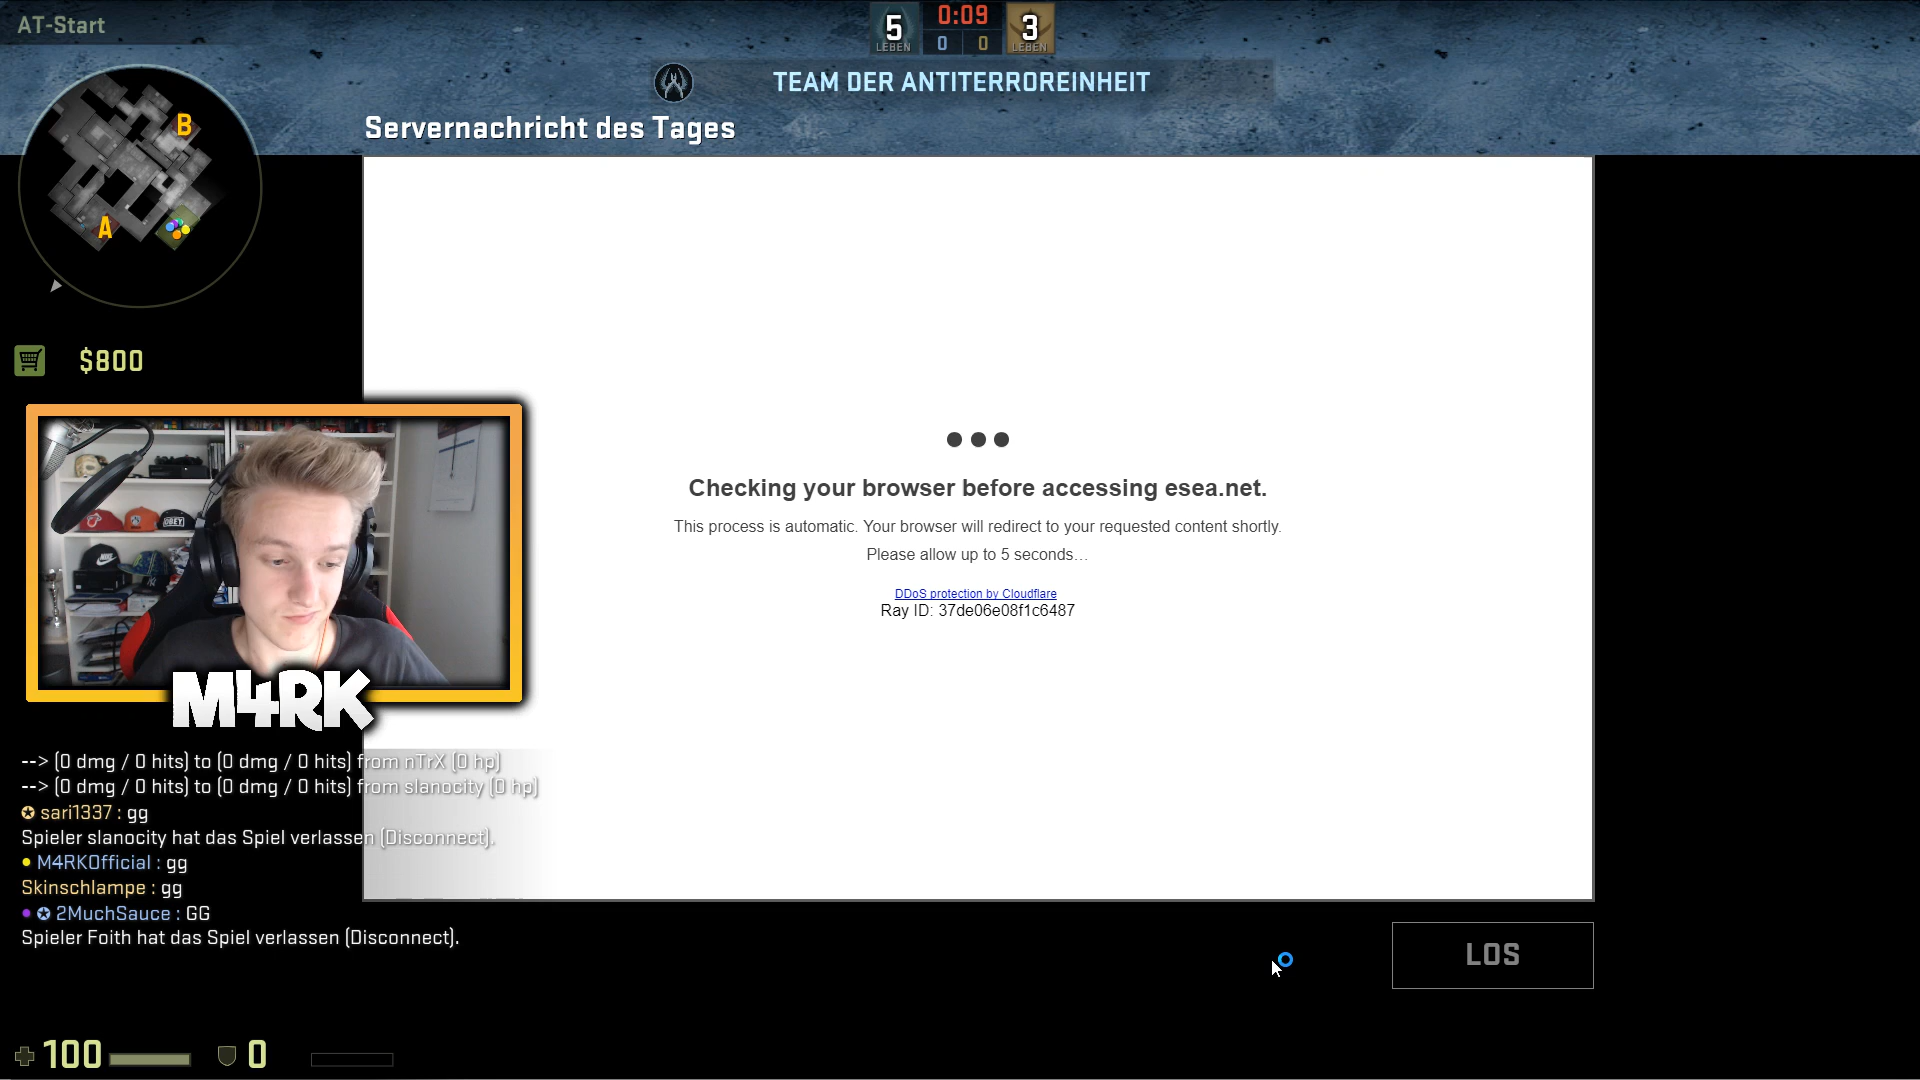 AT-Start
5
LEBEN
0:09
0 0
3
LEBEN
TEAM DER ANTITERROREINHEIT
Servernachricht des Tages
B
A
$800
Checking your browser before accessing esea.net.
This process is automatic. Your browser will redirect to your requested content shortly.
Please allow up to 5 seconds…
DDoS protection by Cloudflare
Ray ID: 37de06e08f1c6487
OBEY
M4RK
--> (0 dmg / 0 hits) to (0 dmg / 0 hits) from nTrX (0 hp)
--> (0 dmg / 0 hits) to (0 dmg / 0 hits) from slanocity (0 hp)
sari1337 : gg
Spieler slanocity hat das Spiel verlassen (Disconnect).
M4RKOfficial : gg
Skinschlampe : gg
2MuchSauce : GG
Spieler Foith hat das Spiel verlassen (Disconnect).
LOS
100
0